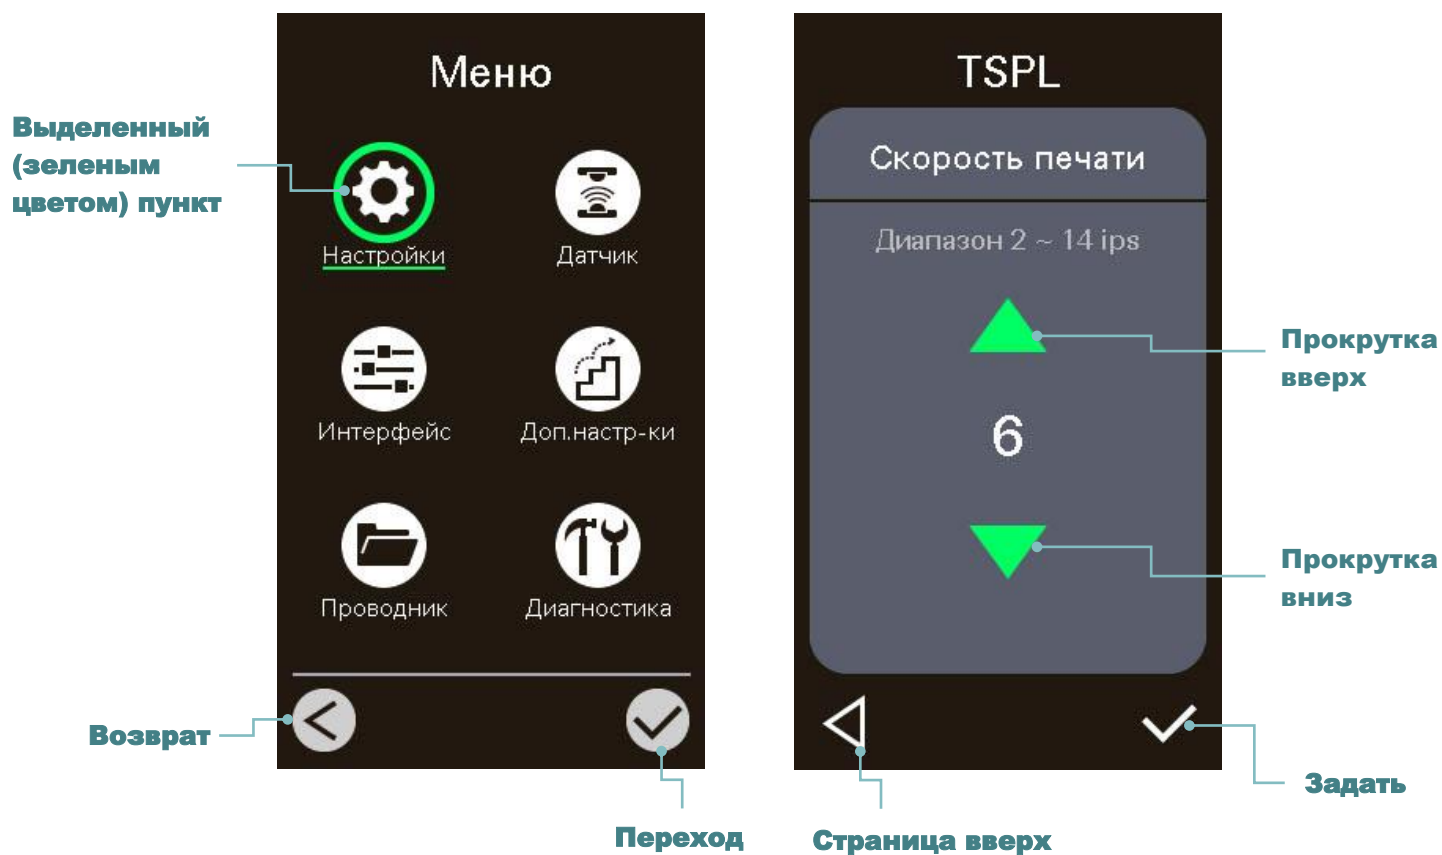 Меню
Выделенный
(зеленым
цветом) пункт
Настройки
Датчик
Интерфейс
Доп.настр-ки
Проводник
Диагностика
Возврат
Переход
TSPL
Скорость печати
Диапазон 2 ~ 14 ips
Прокрутка
вверх
6
Прокрутка
вниз
Задать
Страница вверх